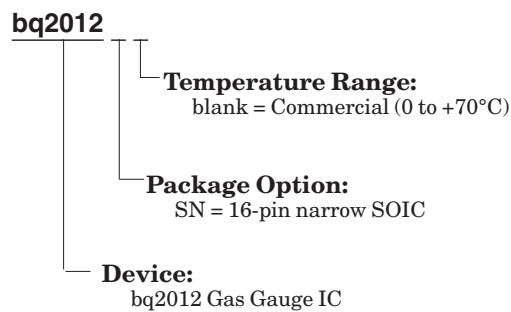 bq2012
Temperature Range:
blank = Commercial (0 to +70°C)
Package Option:
SN = 16-pin narrow SOIC
Device:
bq2012 Gas Gauge IC